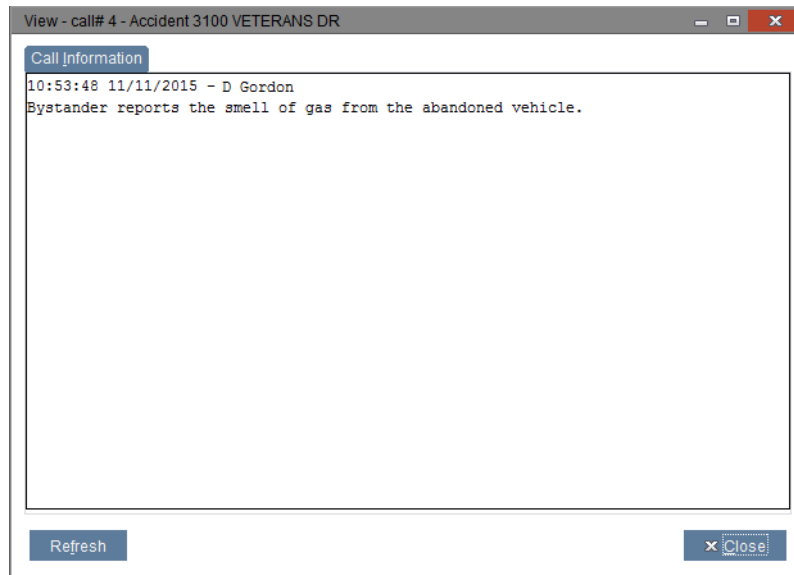 View - call# 4 - Accident 3100 VETERANS DR
Call Information
10:53:48 11/11/2015 - D Gordon
Bystander reports the smell of gas from the abandoned vehicle.
Refresh
Close